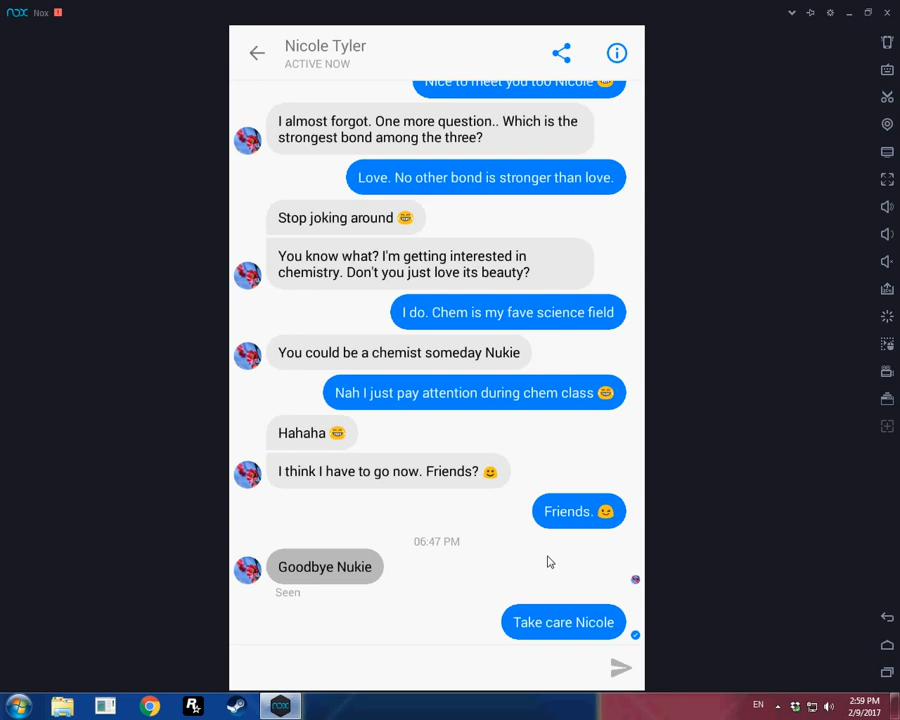 nox Nox
Nicole Tyler
ACTIVE NOW
Nice to meet you too Nicole 😁
I almost forgot. One more question.. Which is the
strongest bond among the three?
Love. No other bond is stronger than love.
Stop joking around 😁
You know what? I'm getting interested in
chemistry. Don't you just love its beauty?
I do. Chem is my fave science field
You could be a chemist someday Nukie
Nah I just pay attention during chem class 😁
Hahaha 😁
I think I have to go now. Friends? ☺
Friends. 😉
06:47 PM
Goodbye Nukie
Seen
Take care Nicole
R★
nox
EN
2:59 PM
2/9/2017